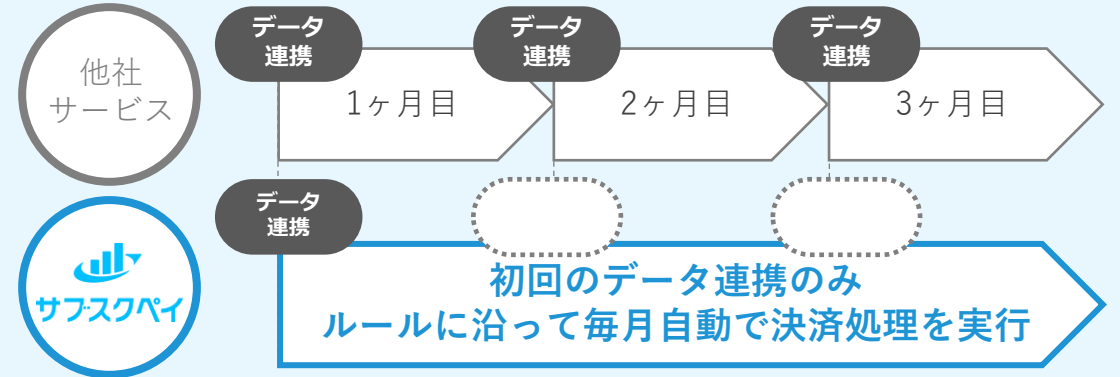 他社
サービス
データ
連携
1ヶ月目
データ
連携
2ヶ月目
データ
連携
3ヶ月目
サブスクペイ
データ
連携
初回のデータ連携のみ
ルールに沿って毎月自動で決済処理を実行